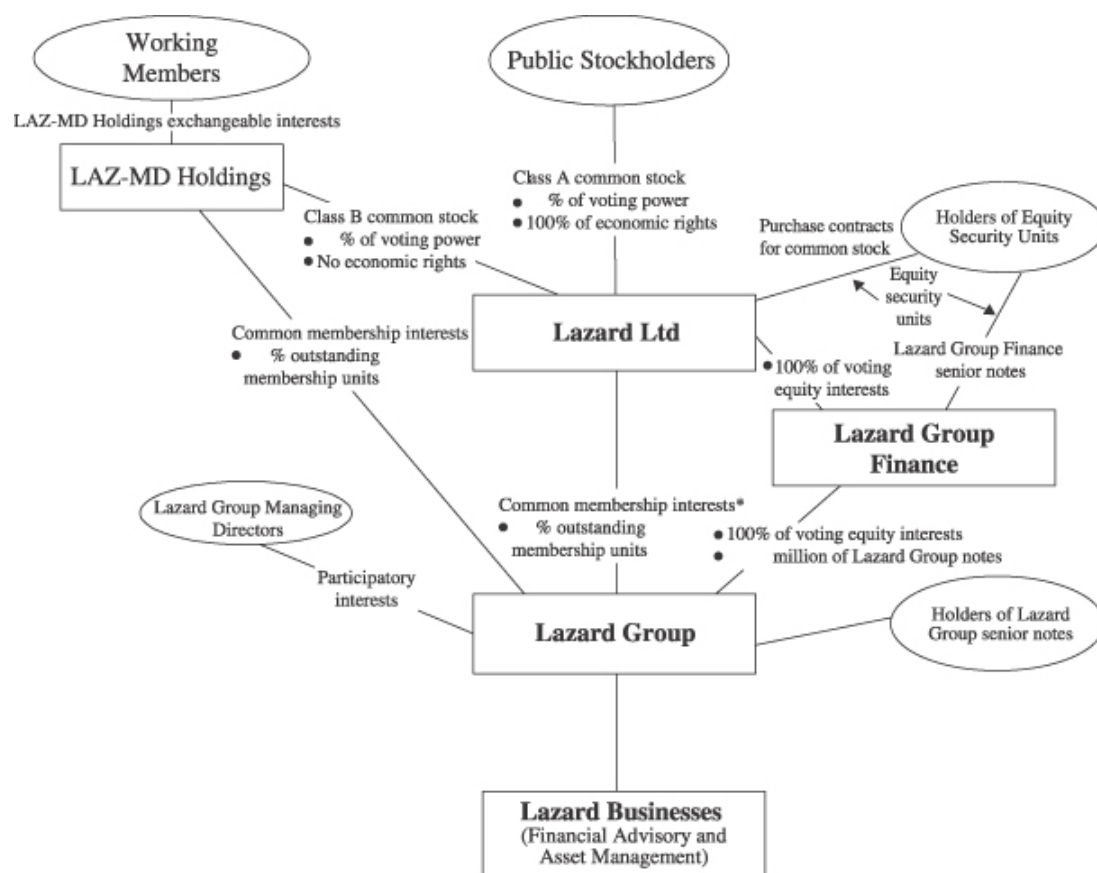 Working
Members
Public Stockholders
LAZ-MD Holdings exchangeable interests
LAZ-MD Holdings
Class A common stock
● % of voting power
● 100% of economic rights
Class B common stock
● % of voting power
● No economic rights
Purchase contracts
for common stock
Holders of Equity
Security Units
Equity
security
units
Lazard Ltd
Common membership interests
● % outstanding
membership units
● 100% of voting
equity interests
Lazard Group Finance
senior notes
Lazard Group
Finance
Lazard Group Managing
Directors
Common membership interests*
● % outstanding
membership units
● 100% of voting equity interests
● million of Lazard Group notes
Participatory
interests
Lazard Group
Holders of Lazard
Group senior notes
Lazard Businesses
(Financial Advisory and
Asset Management)